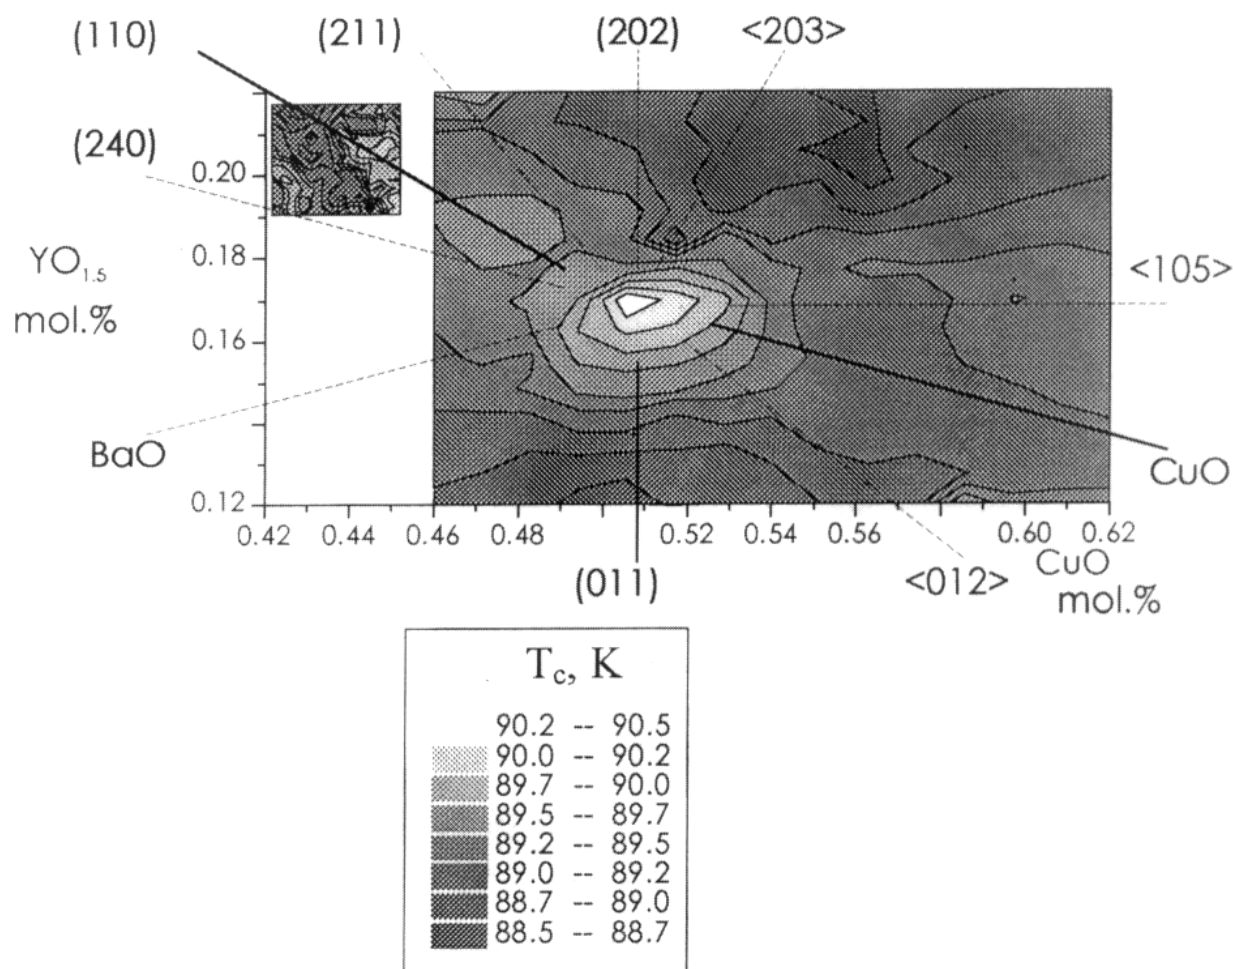 (110) (211) (202) <203>
(240)
0.20
YO1.5
mol.%
0.18
<105>
0.16
BaO
CuO
0.12
0.42 0.44 0.46 0.48 0.52 0.54 0.56 0.60 0.62
(011) <012> CuO
mol.%
Tc, K
90.2 -- 90.5
90.0 -- 90.2
89.7 -- 90.0
89.5 -- 89.7
89.2 -- 89.5
89.0 -- 89.2
88.7 -- 89.0
88.5 -- 88.7